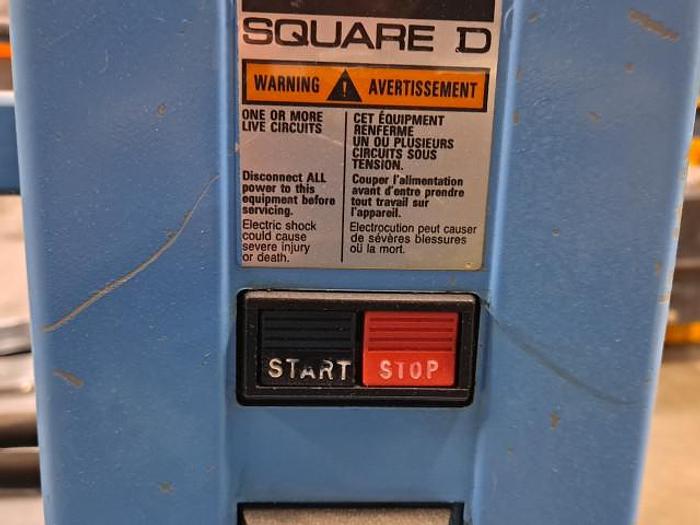 SQUARE D
WARNING AVERTISSEMENT
ONE OR MORE
LIVE CIRCUITS
Disconnect ALL
power to this
equipment before
servicing.
Electric shock
could cause
severe injury
or death.
CET ÉQUIPMENT
RENFERME
UN OU PLUSIEURS
CIRCUITS SOUS
TENSION.
Couper l'alimentation
avant d'entre prendre
tout travail sur
l'appareil.
Electrocution peut causer
de sévères blessures
oü la mort.
START STOP